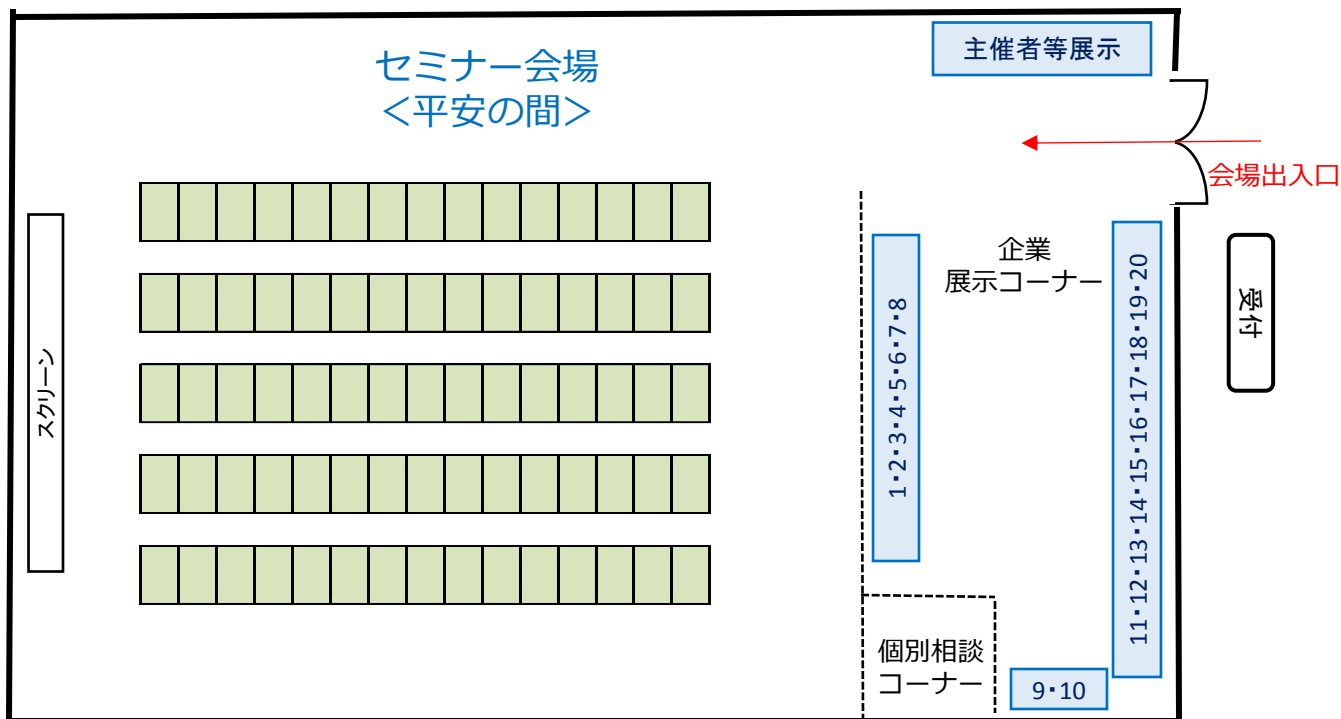 セミナー会場
＜平安の間＞
主催者等展示
会場出入口
企業
展示コーナー
受付
スクリーン
1・2・3・4・5・6・7・8
11・12・13・14・15・16・17・18・19・20
個別相談
コーナー
9・10